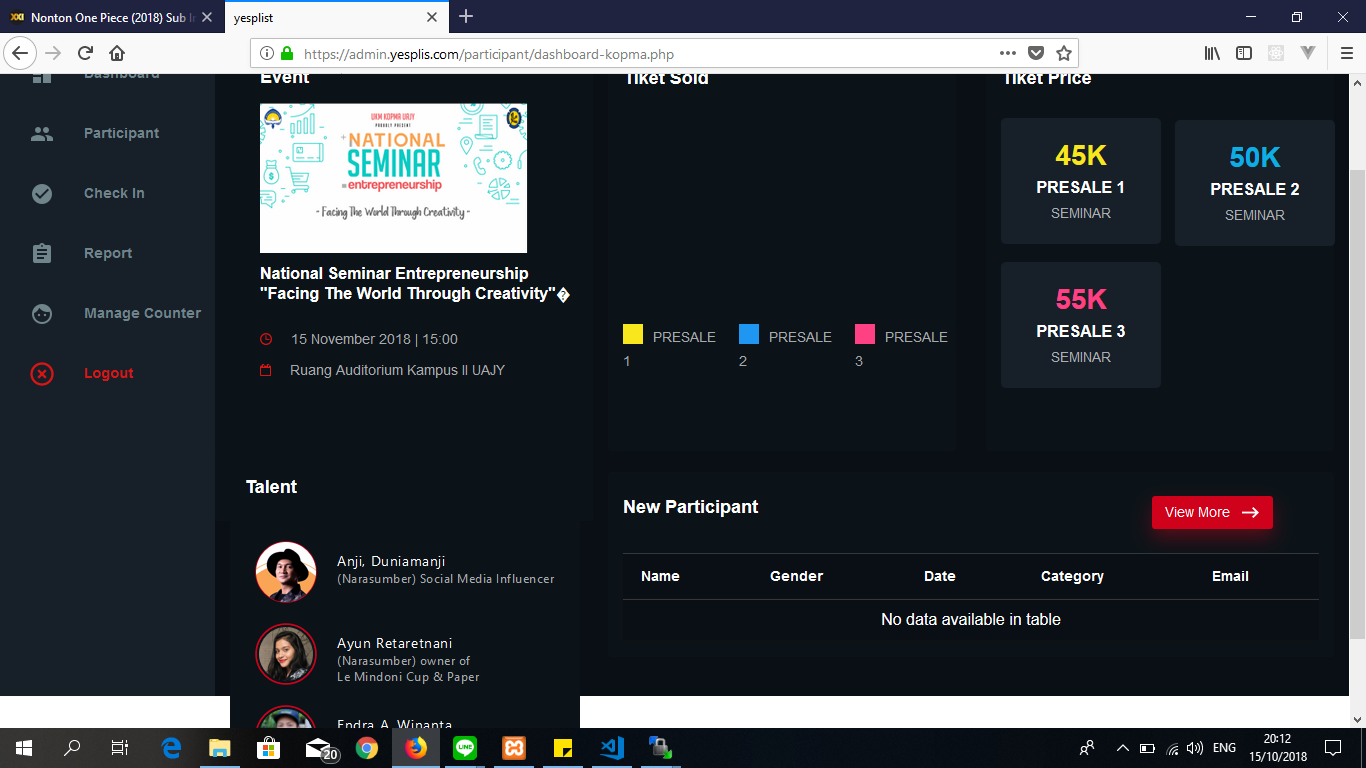 Nonton One Piece (2018) Sub In
yesplist
https://admin.yesplis.com/participant/dashboard-kopma.php
Dashboard
Participant
Check In
Report
Manage Counter
Logout
Event
UKM KOPMA UAJY
PROUDLY PRESENT
NATIONAL
SEMINAR
entrepreneurship
- Facing The World Through Creativity -
National Seminar Entrepreneurship
"Facing The World Through Creativity"�
15 November 2018 | 15:00
Ruang Auditorium Kampus II UAJY
Talent
Anji, Duniamanji
(Narasumber) Social Media Influencer
Ayun Retaretnani
(Narasumber) owner of
Le Mindoni Cup & Paper
Endra A. Winanta
Tiket Sold
PRESALE
1
PRESALE
2
PRESALE
3
Tiket Price
45K
PRESALE 1
SEMINAR
50K
PRESALE 2
SEMINAR
55K
PRESALE 3
SEMINAR
New Participant
View More
Name Gender Date Category Email
No data available in table
20
LINE
ENG
20:12
15/10/2018